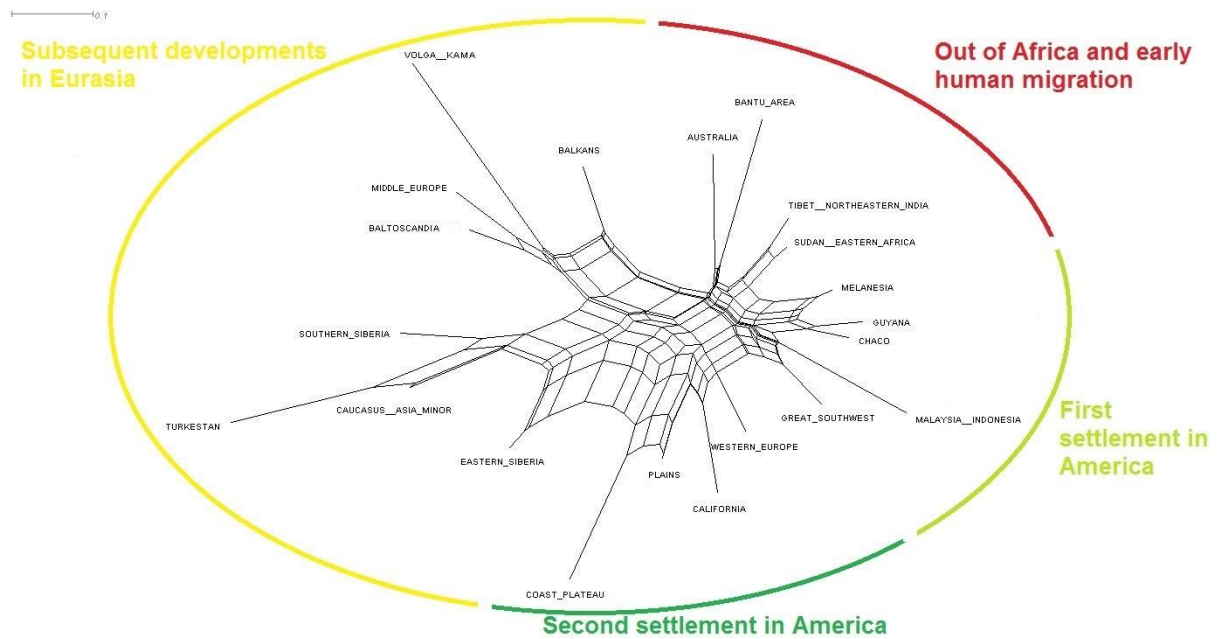 0.1
Subsequent developments
in Eurasia
Out of Africa and early
human migration
VOLGA__KAMA
BANTU_AREA
AUSTRALIA
BALKANS
MIDDLE_EUROPE
TIBET__NORTHEASTERN_INDIA
BALTOSCANDIA
SUDAN__EASTERN_AFRICA
MELANESIA
GUYANA
SOUTHERN_SIBERIA
CHACO
CAUCASUS__ASIA_MINOR
TURKESTAN
GREAT_SOUTHWEST
MALAYSIA__INDONESIA
First
settlement in
America
WESTERN_EUROPE
EASTERN_SIBERIA
PLAINS
CALIFORNIA
COAST_PLATEAU
Second settlement in America